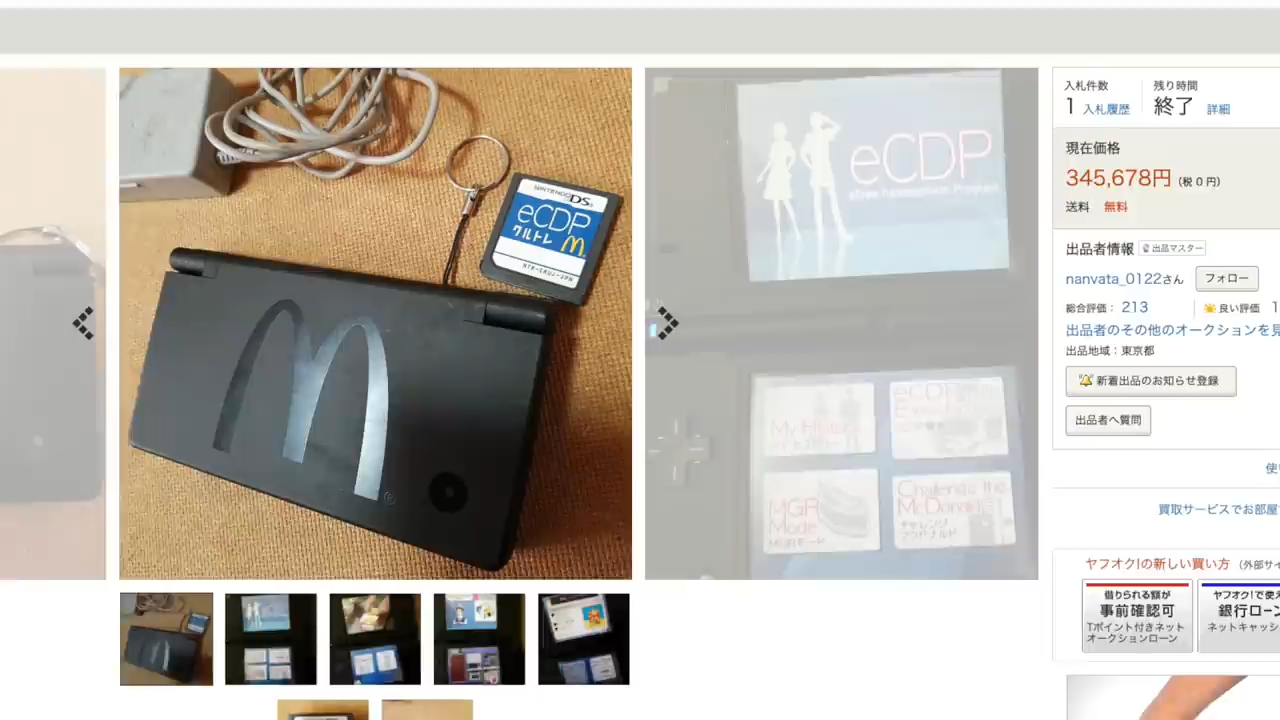 入札件数
残り時間
1 入札履歴
終了 詳細
現在価格
345,678円 (税 0 円)
送料 無料
出品者情報 出品マスター
nanvata_0122さん フォロー
総合評価： 213
良い評価 1
出品者のその他のオークションを見
出品地域：東京都
新着出品のお知らせ登録
出品者へ質問
使い
買取サービスでお部屋
ヤフオク!の新しい買い方 (外部サイ
借りられる額が
事前確認可
Tポイント付きネット
オークションローン
ヤフオク!で使え
銀行ローン
ネットキャッシ
NINTENDO DS
eCDP
クルトレ
M
eCDP
eCDP
MGR
Mode
MGRモード
Challenge the
McDonald's!
チャレンジ
マクドナルド